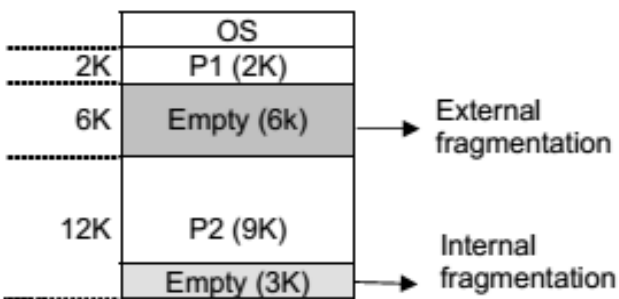 OS
2K P1 (2K)
6K Empty (6k) External
fragmentation
12K P2 (9K)
Internal
Empty (3K) fragmentation